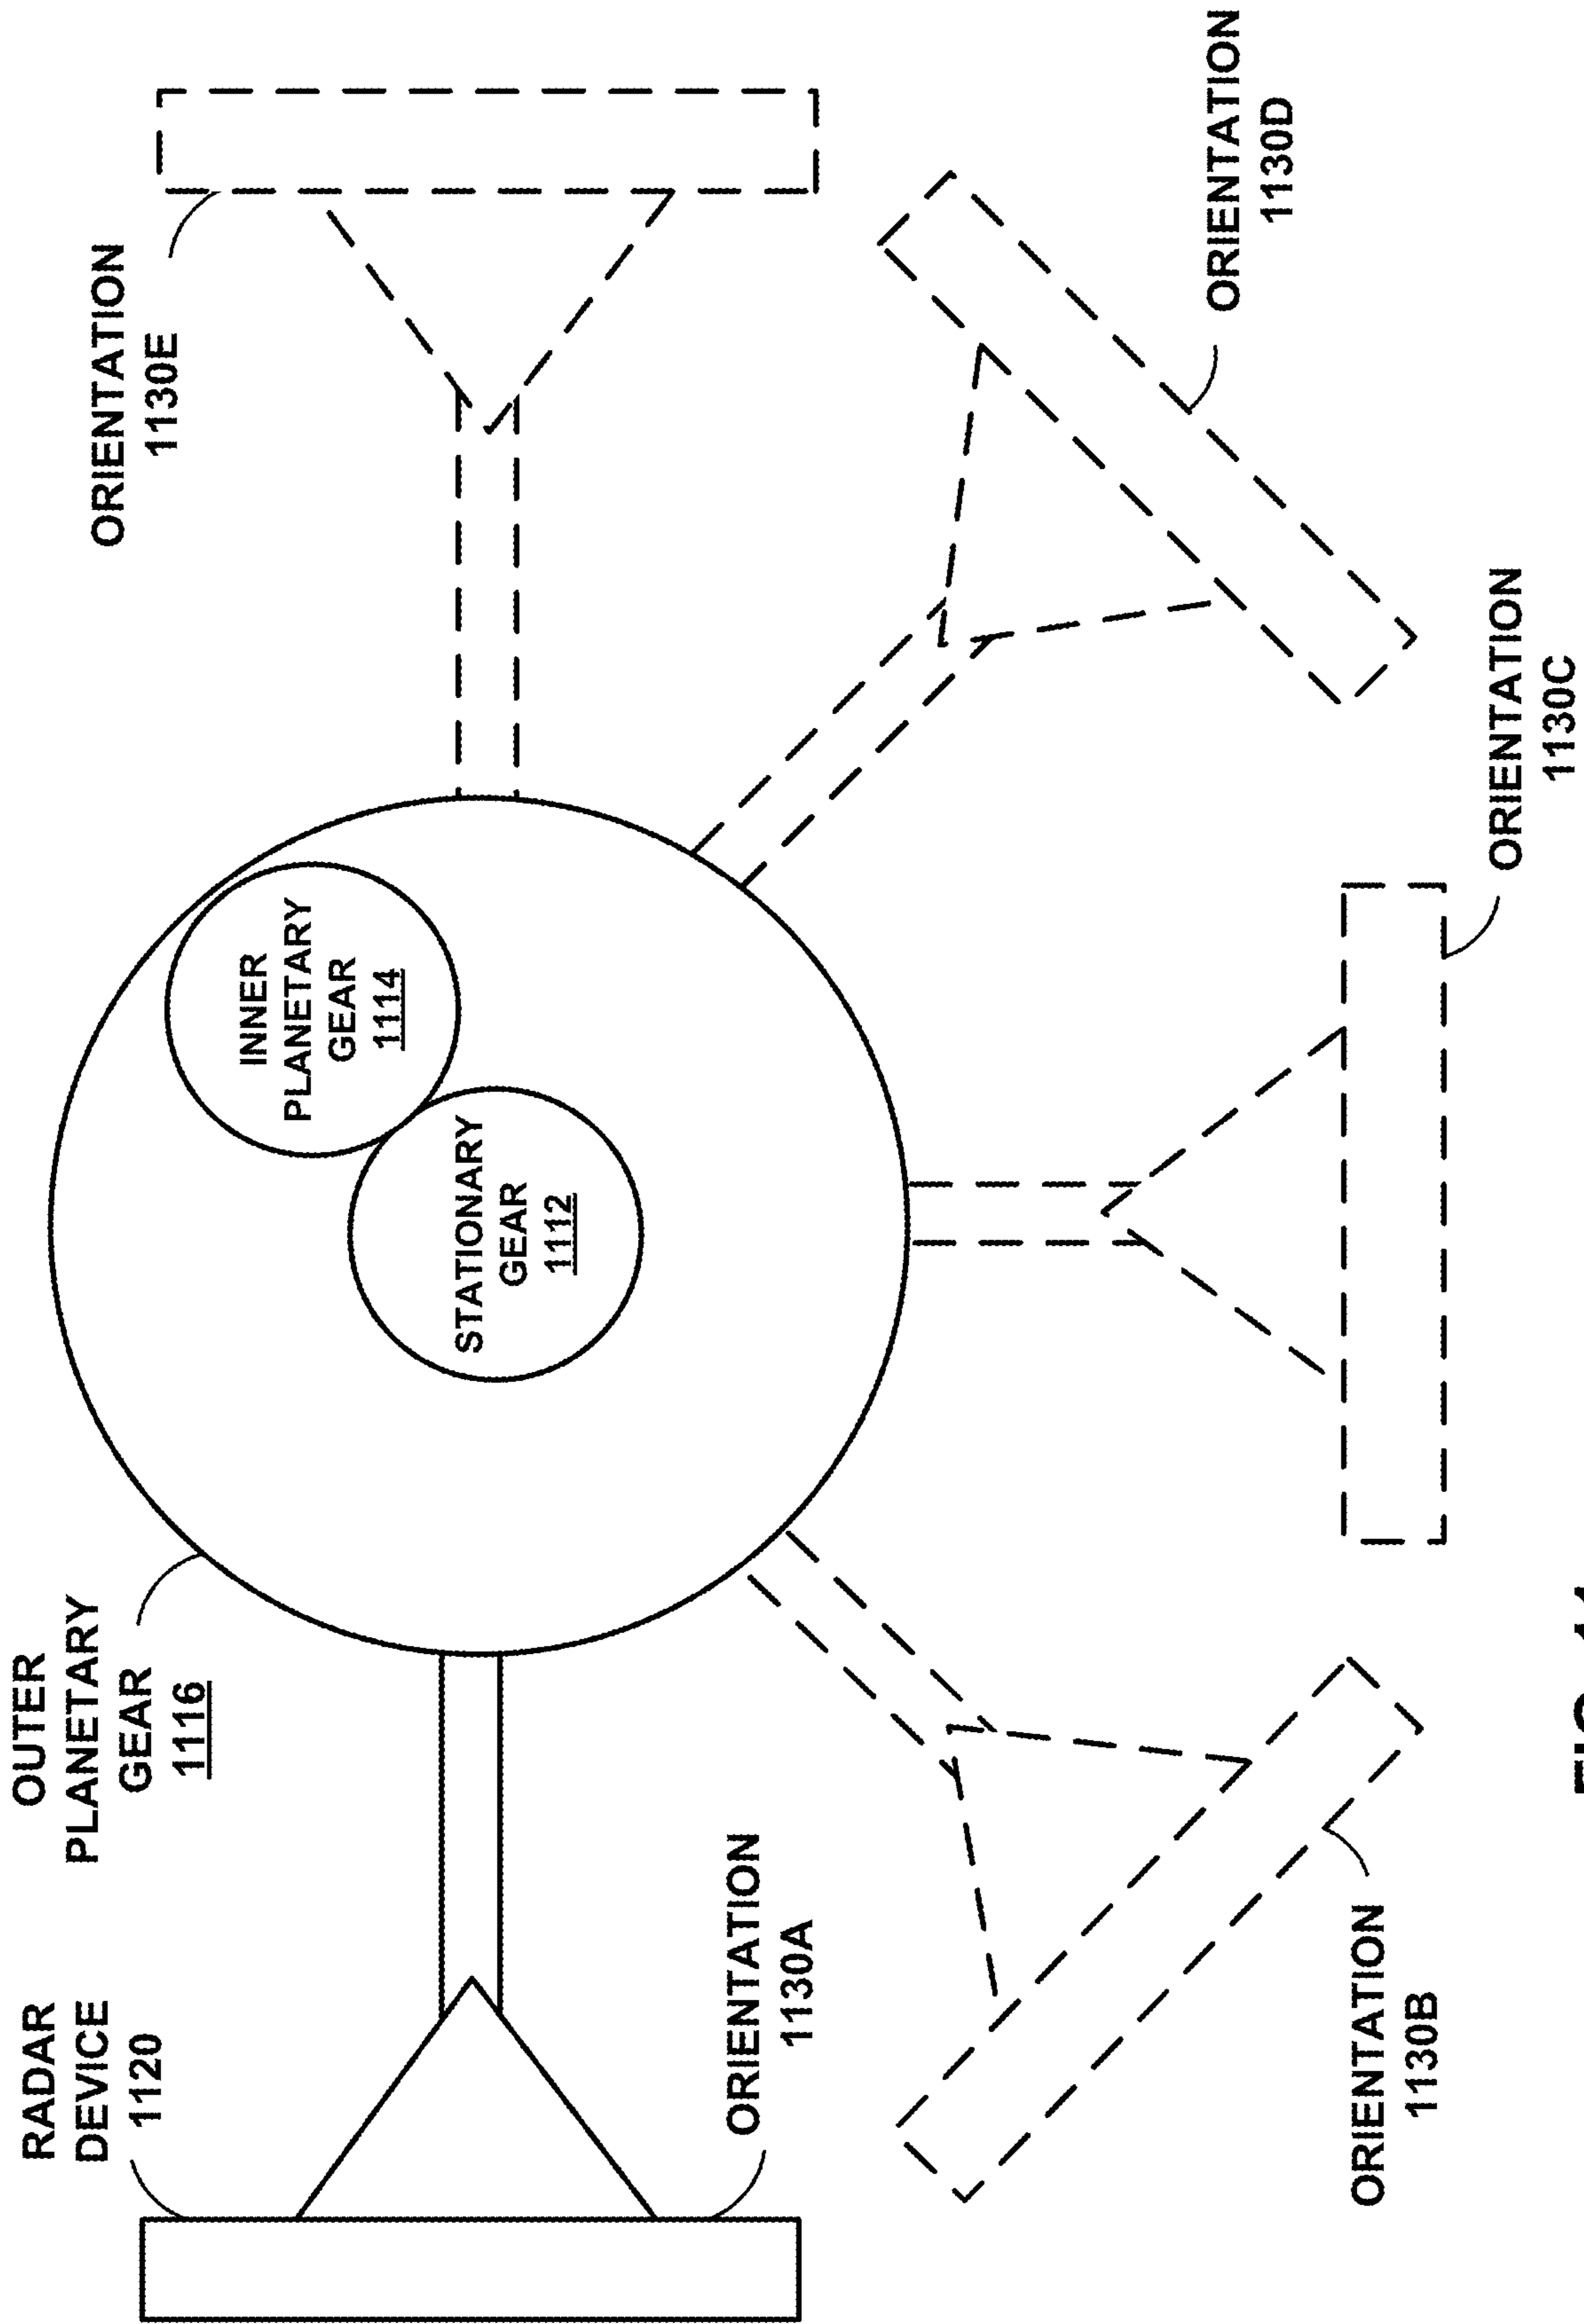 RADAR
DEVICE
1120
OUTER
PLANETARY
GEAR
1116
ORIENTATION
1130E
INNER
PLANETARY
GEAR
1114
STATIONARY
GEAR
1112
ORIENTATION
1130A
ORIENTATION
1130B
ORIENTATION
1130C
ORIENTATION
1130D